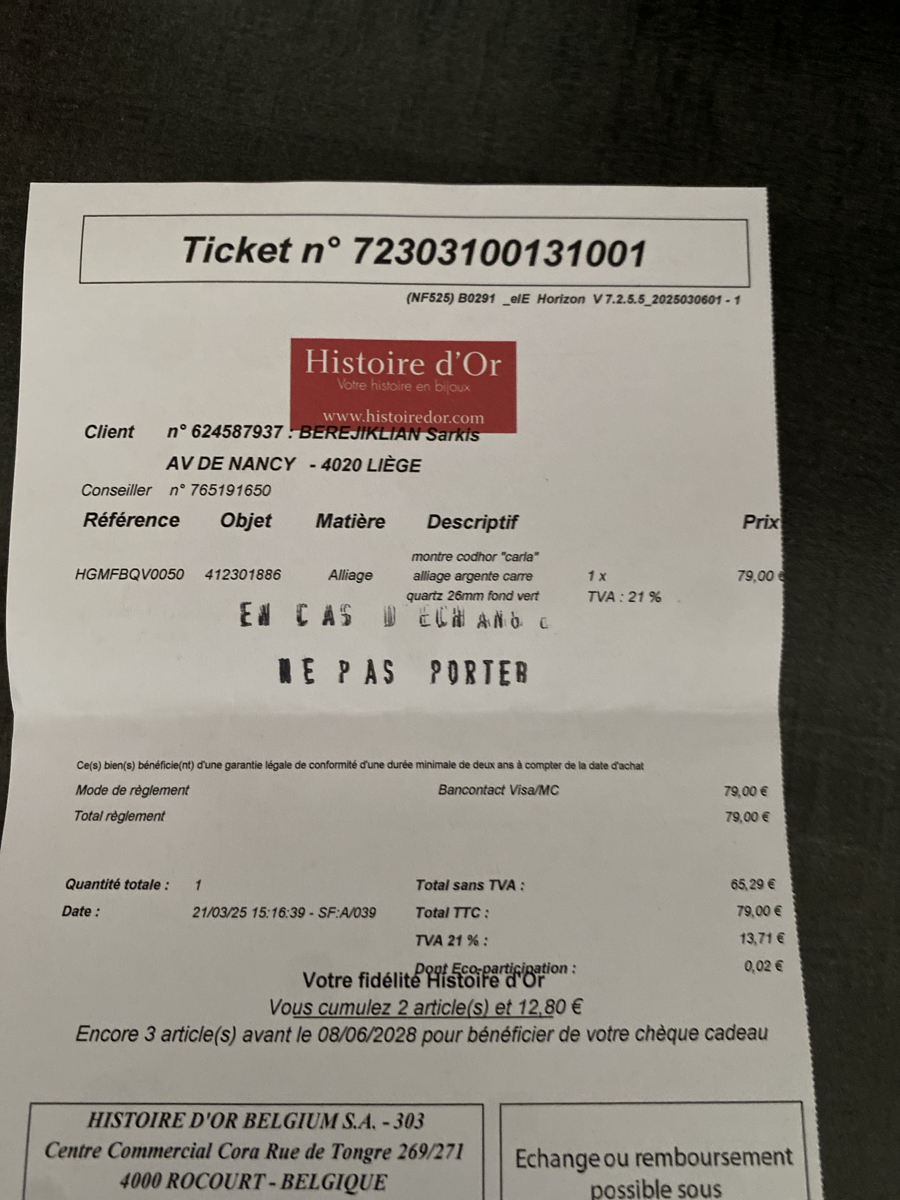 Ticket n° 72303100131001
(NF525) B0291 _elE Horizon V 7.2.5.5_2025030601 - 1
Histoire d'Or
Votre histoire en bijoux
www.histoiredor.com
Client n° 624587937 : BEREJIKLIAN Sarkis
AV DE NANCY - 4020 LIÈGE
Conseiller n° 765191650
Référence Objet Matière Descriptif Prix
montre codhor "carla"
HGMFBQV0050 412301886 Alliage alliage argente carre 1 x 79,00 €
quartz 26mm fond vert TVA : 21 %
EN CAS D ECHANGE
NE PAS PORTER
Ce(s) bien(s) bénéficie(nt) d'une garantie légale de conformité d'une durée minimale de deux ans à compter de la date d'achat
Mode de règlement Bancontact Visa/MC 79,00 €
Total règlement 79,00 €
Quantité totale : 1 Total sans TVA : 65,29 €
Date : 21/03/25 15:16:39 - SF:A/039 Total TTC : 79,00 €
TVA 21 % : 13,71 €
Dont Eco-participation : 0,02 €
Votre fidélité Histoire d'Or
Vous cumulez 2 article(s) et 12,80 €
Encore 3 article(s) avant le 08/06/2028 pour bénéficier de votre chèque cadeau
HISTOIRE D'OR BELGIUM S.A. - 303
Centre Commercial Cora Rue de Tongre 269/271
4000 ROCOURT - BELGIQUE
Echange ou remboursement
possible sous